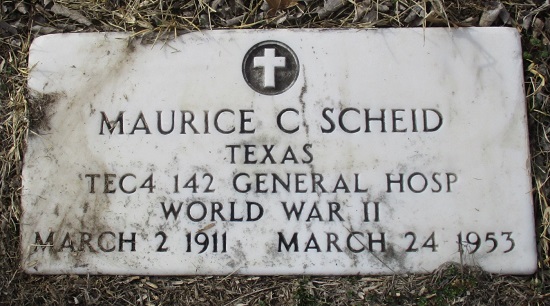 MAURICE C SCHEID
TEXAS
TEC4 142 GENERAL HOSP
WORLD WAR II
MARCH 2 1911 MARCH 24 1953